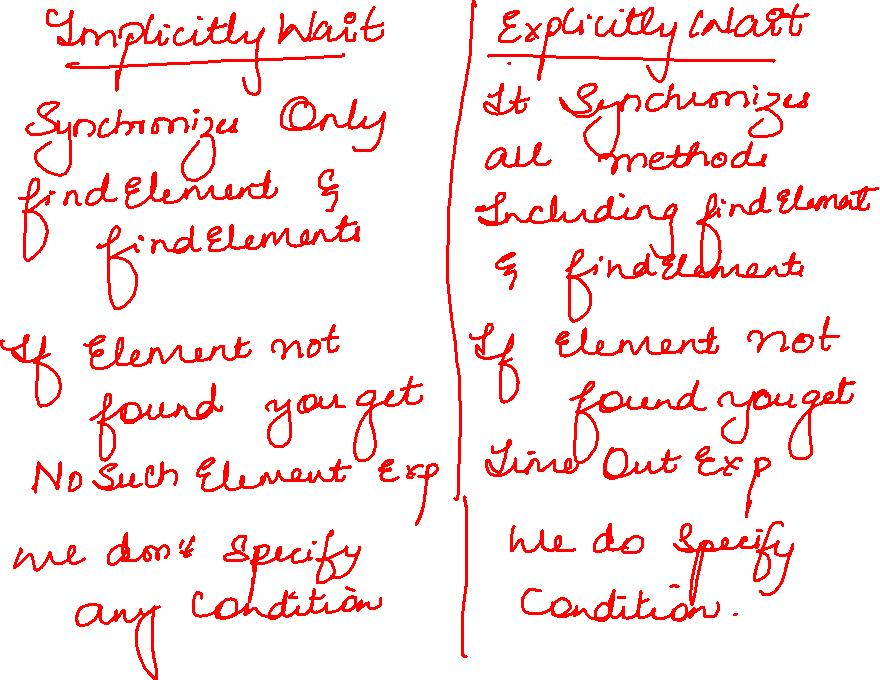 Implicitly Wait
Synchronizes Only
findElement &
findElements
If Element not
found you get
No Such Element Exp
we don't Specify
any Condition
Explicitly Wait
It Synchronizes
all methods
Including findElemat
& findElements
If Element not
found you get
Time Out Exp
We do Specify
Condition.